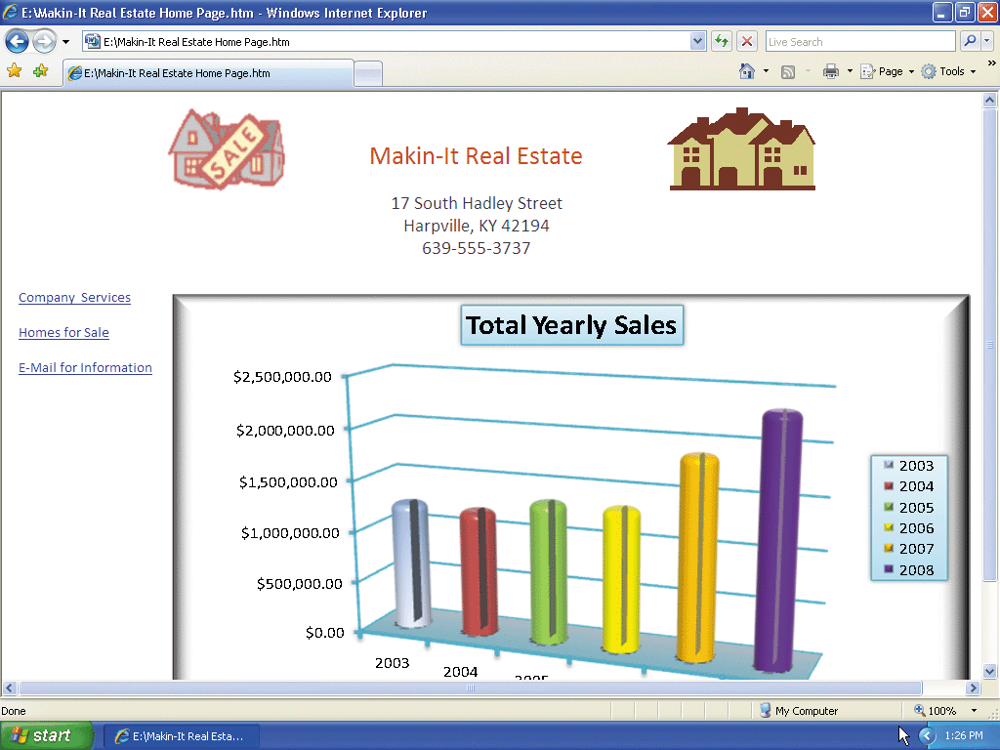 E:\Makin-It Real Estate Home Page.htm - Windows Internet Explorer
E:\Makin-It Real Estate Home Page.htm
Live Search
E:\Makin-It Real Estate Home Page.htm
Page
Tools
SALE
Makin-It Real Estate
17 South Hadley Street
Harpville, KY 42194
639-555-3737
Company Services
Homes for Sale
E-Mail for Information
Total Yearly Sales
$2,500,000.00
$2,000,000.00
$1,500,000.00
$1,000,000.00
$500,000.00
$0.00
2003
2004
2005
2003
2004
2005
2006
2007
2008
Done
My Computer
100%
start
E:\Makin-It Real Esta...
1:26 PM